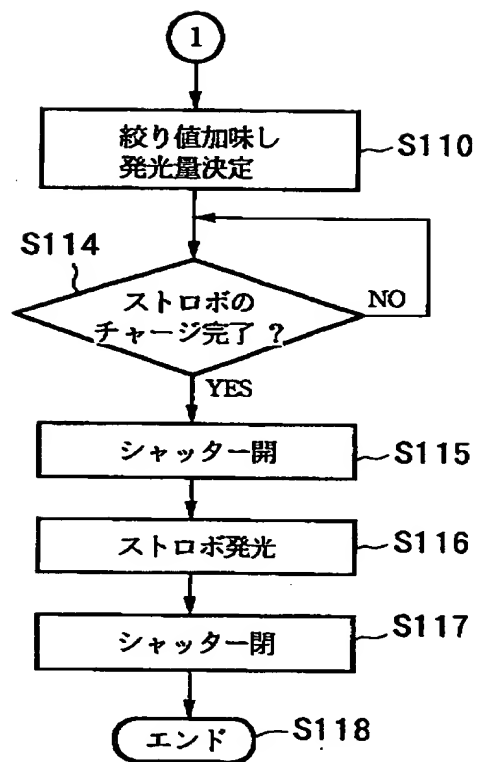 1
絞り値加味し
発光量決定
S110
S114
ストロボの
チャージ完了？
NO
YES
シャッター開
S115
ストロボ発光
S116
シャッター閉
S117
エンド
S118